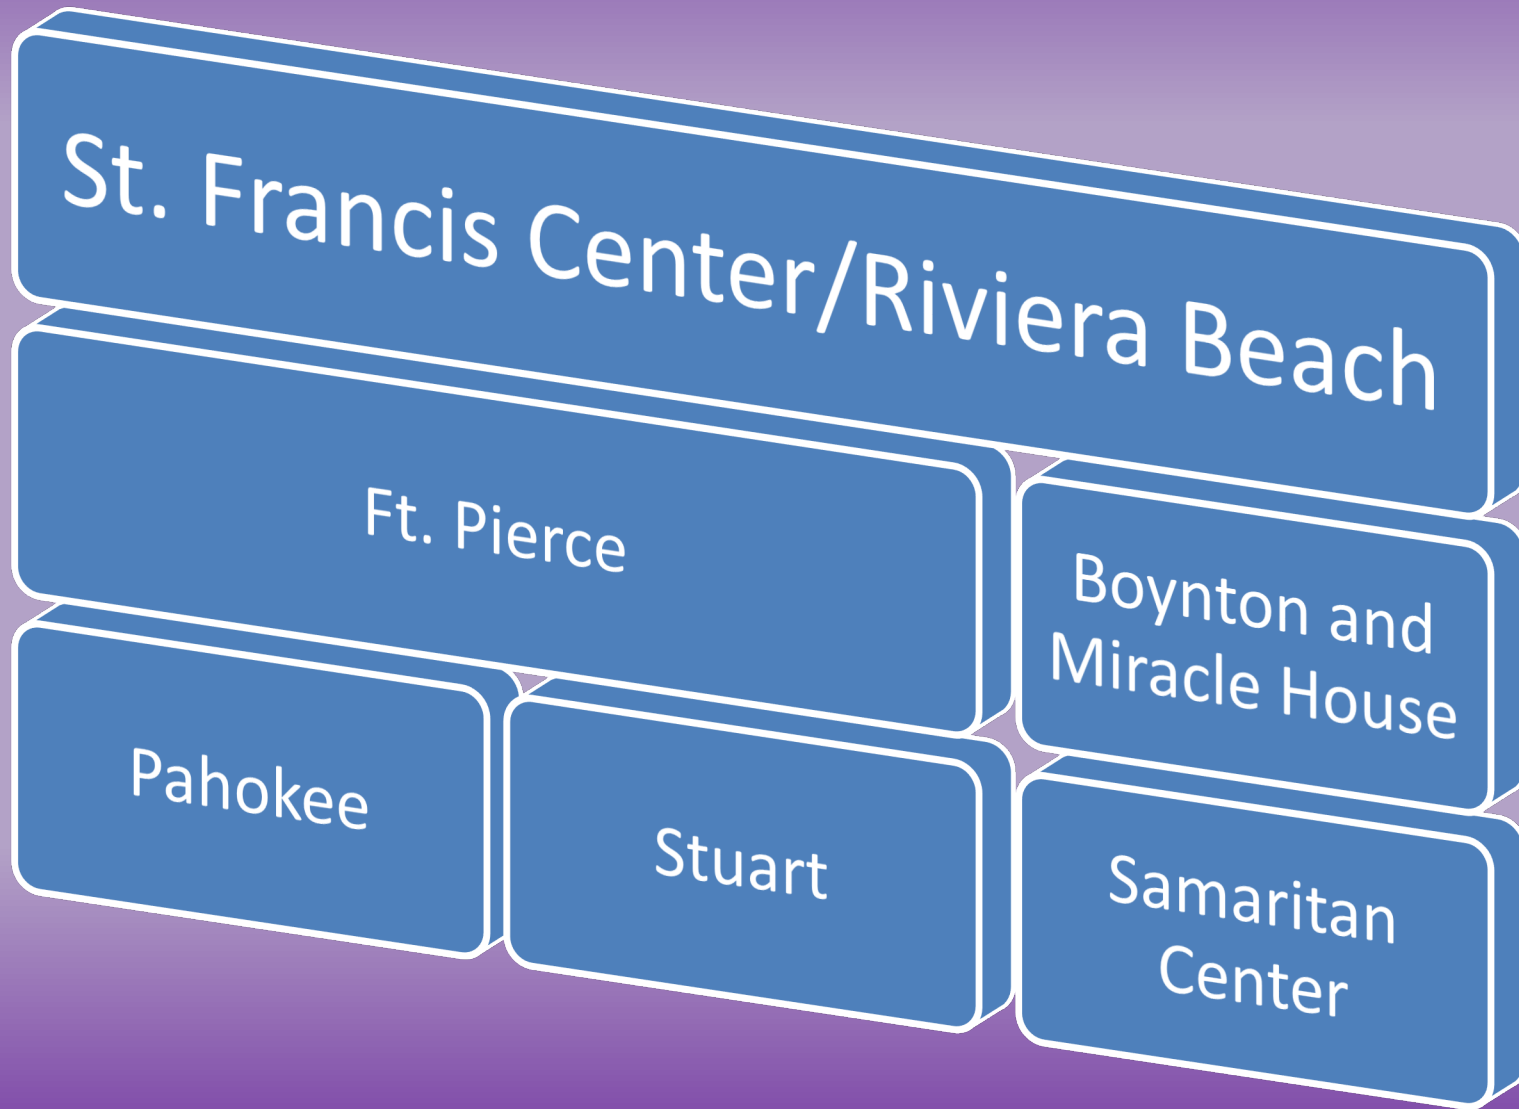 St. Francis Center/Riviera Beach
Ft. Pierce
Boynton and
Miracle House
Pahokee
Stuart
Samaritan
Center